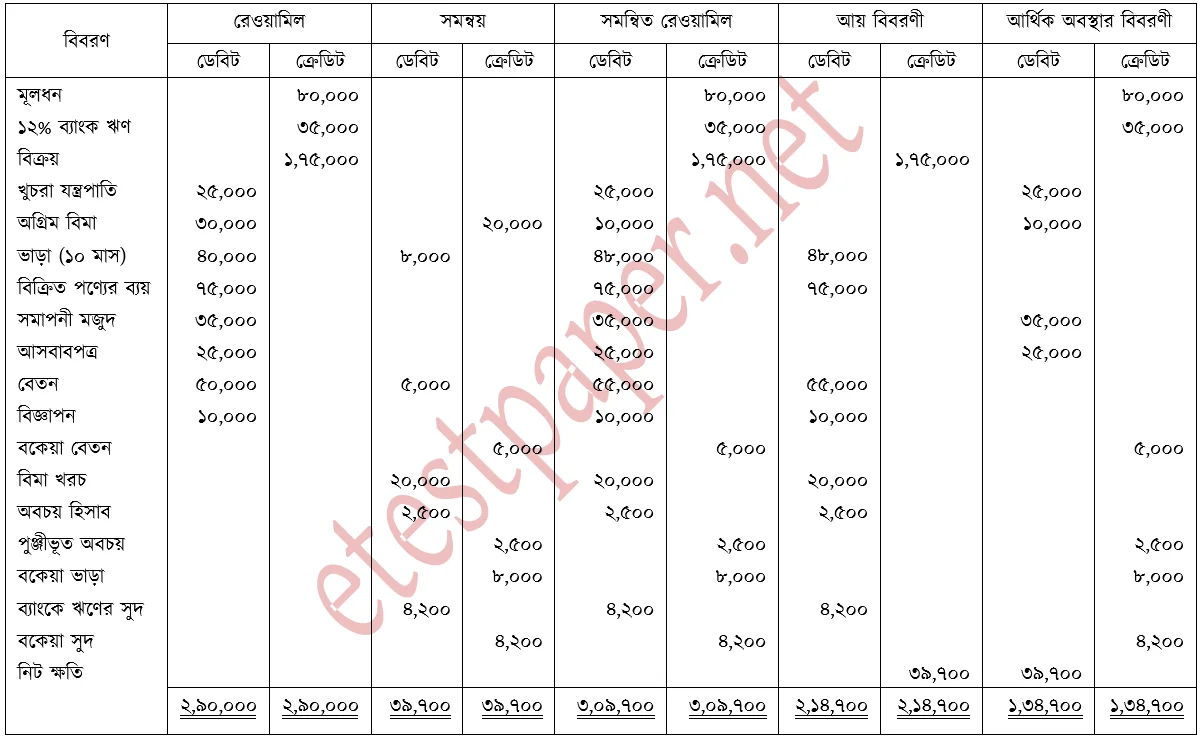 বিবরণ রেওয়ামিল সমন্বয় সমন্বিত রেওয়ামিল আয় বিবরণী আর্থিক অবস্থার বিবরণী
ডেবিট ক্রেডিট ডেবিট ক্রেডিট ডেবিট ক্রেডিট ডেবিট ক্রেডিট ডেবিট ক্রেডিট
মূলধন ৮০,০০০ ৮০,০০০ ৮০,০০০
১২% ব্যাংক ঋণ ৩৫,০০০ ৩৫,০০০ ৩৫,০০০
বিক্রয় ১,৭৫,০০০ ১,৭৫,০০০ ১,৭৫,০০০
খুচরা যন্ত্রপাতি ২৫,০০০ ২৫,০০০ ২৫,০০০
অগ্রিম বিমা ৩০,০০০ ২০,০০০ ১০,০০০ ১০,০০০
ভাড়া (১০ মাস) ৪০,০০০ ৮,০০০ ৪৮,০০০ ৪৮,০০০
বিক্রিত পণ্যের ব্যয় ৭৫,০০০ ৭৫,০০০ ৭৫,০০০
সমাপনী মজুদ ৩৫,০০০ ৩৫,০০০ ৩৫,০০০
আসবাবপত্র ২৫,০০০ ২৫,০০০ ২৫,০০০
বেতন ৫০,০০০ ৫,০০০ ৫৫,০০০ ৫৫,০০০
বিজ্ঞাপন ১০,০০০ ১০,০০০ ১০,০০০
বকেয়া বেতন ৫,০০০ ৫,০০০ ৫,০০০
বিমা খরচ ২০,০০০ ২০,০০০ ২০,০০০
অবচয় হিসাব ২,৫০০ ২,৫০০ ২,৫০০
পুঞ্জীভূত অবচয় ২,৫০০ ২,৫০০ ২,৫০০
বকেয়া ভাড়া ৮,০০০ ৮,০০০ ৮,০০০
ব্যাংকে ঋণের সুদ ৪,২০০ ৪,২০০ ৪,২০০
বকেয়া সুদ ৪,২০০ ৪,২০০ ৪,২০০
নিট ক্ষতি ৩৯,৭০০ ৩৯,৭০০
২,৯০,০০০ ২,৯০,০০০ ৩৯,৭০০ ৩৯,৭০০ ৩,০৯,৭০০ ৩,০৯,৭০০ ২,১৪,৭০০ ২,১৪,৭০০ ১,৩৪,৭০০ ১,৩৪,৭০০
etestpaper.net